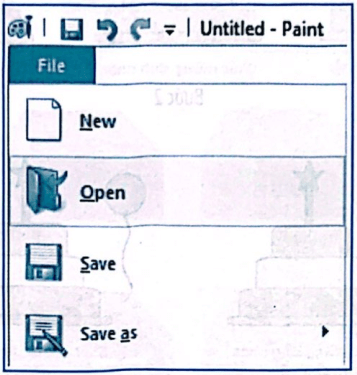 Untitled - Paint
File
New
Open
Save
Save as